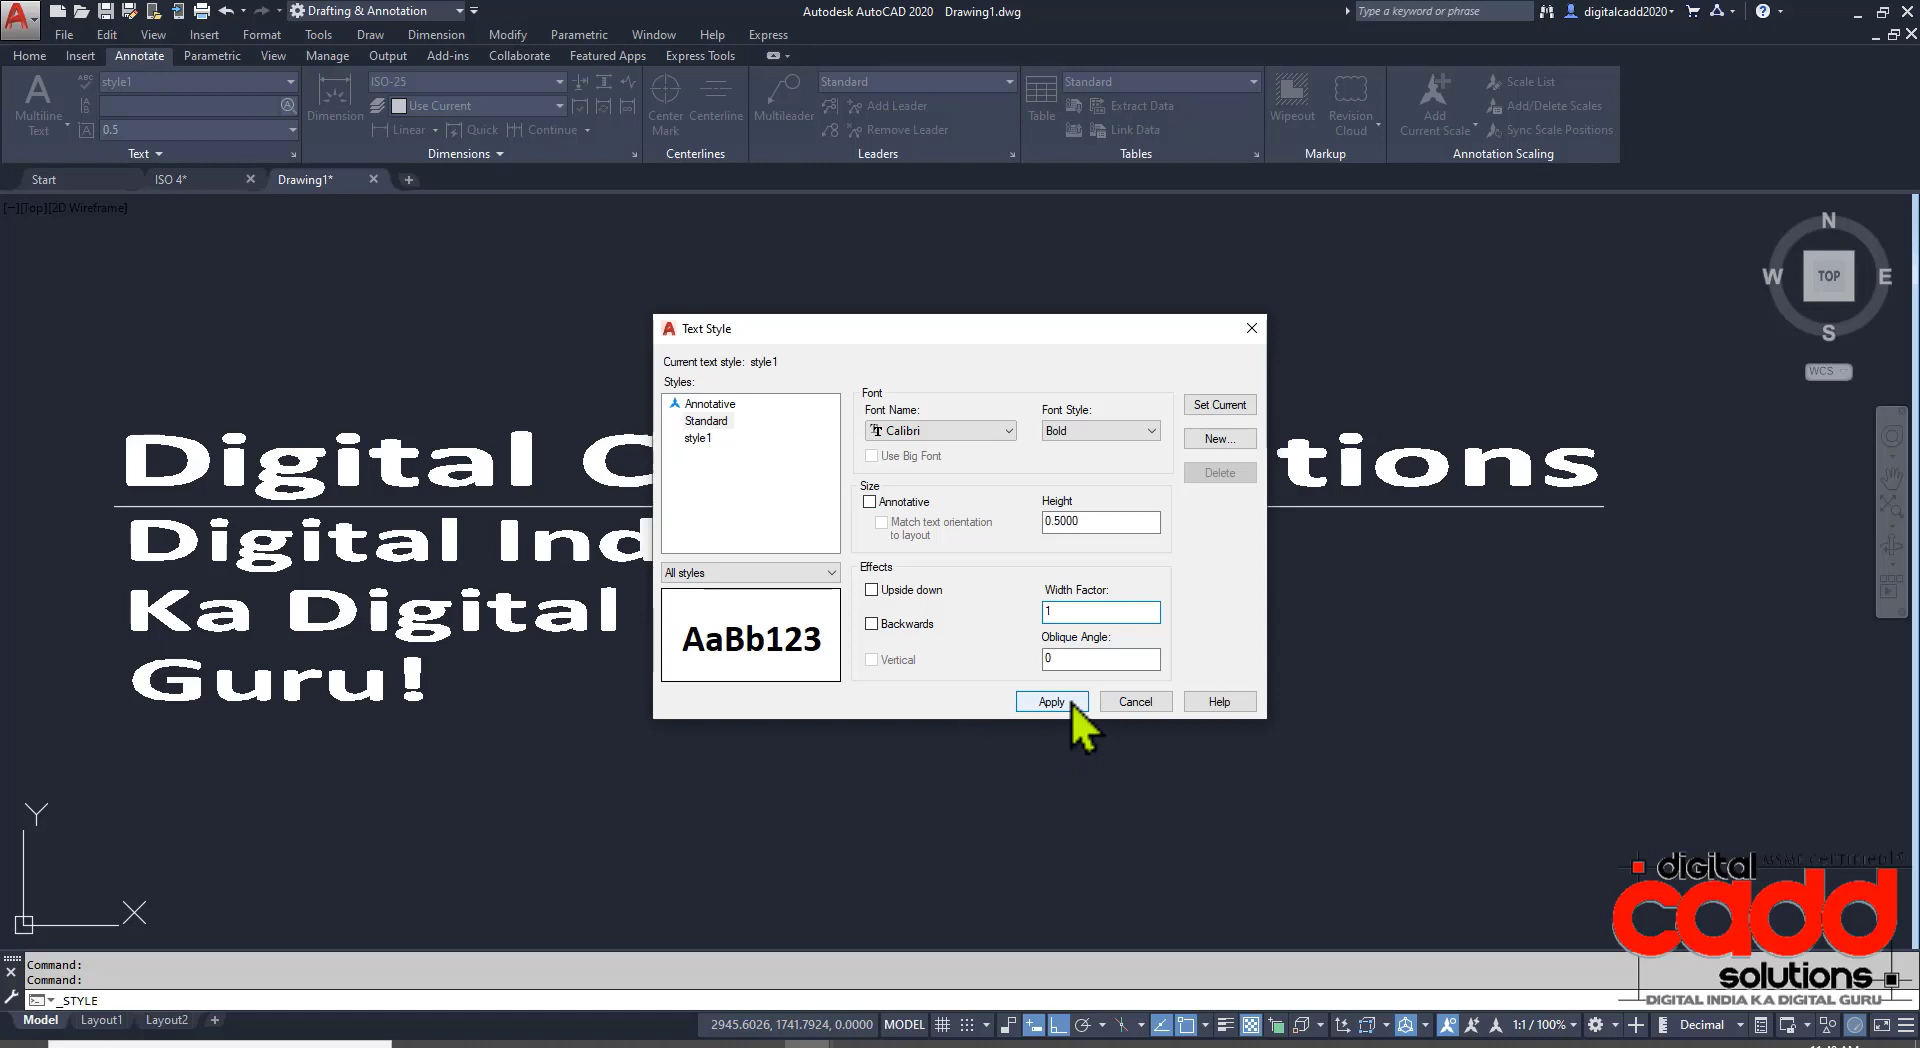 Drafting & Annotation
Autodesk AutoCAD 2020 Drawing1.dwg
Type a keyword or phrase
digitalcadd2020
File Edit View Insert Format Tools Draw Dimension Modify Parametric Window Help Express
Home Insert Annotate Parametric View Manage Output Add-ins Collaborate Featured Apps Express Tools
style1
ISO-25
Standard
Standard
Scale List
Use Current
Add Leader
Extract Data
Add/Delete Scales
Multiline
Text
0.5
Dimension
Linear
Quick
Continue
Center
Mark
Centerline
Multileader
Remove Leader
Table
Link Data
Wipeout
Revision
Cloud
Add
Current Scale
Sync Scale Positions
Text
Dimensions
Centerlines
Leaders
Tables
Markup
Annotation Scaling
Start
ISO 4*
Drawing1*
[−][Top][2D Wireframe]
N
W
TOP
E
S
WCS
Text Style
Current text style: style1
Styles:
Annotative
Standard
style1
All styles
AaBb123
Font
Font Name:
Calibri
Font Style:
Bold
Use Big Font
Set Current
New...
Delete
Size
Annotative
Match text orientation
to layout
Height
0.5000
Effects
Upside down
Backwards
Vertical
Width Factor:
1
Oblique Angle:
0
Apply
Cancel
Help
Digital C tions
Digital Ind
Ka Digital
Guru!
Y
X
digital
cadd
solutions
DIGITAL INDIA KA DIGITAL GURU
Command:
Command:
_STYLE
Model Layout1 Layout2
2945.6026, 1741.7924, 0.0000 MODEL
1:1 / 100%
Decimal